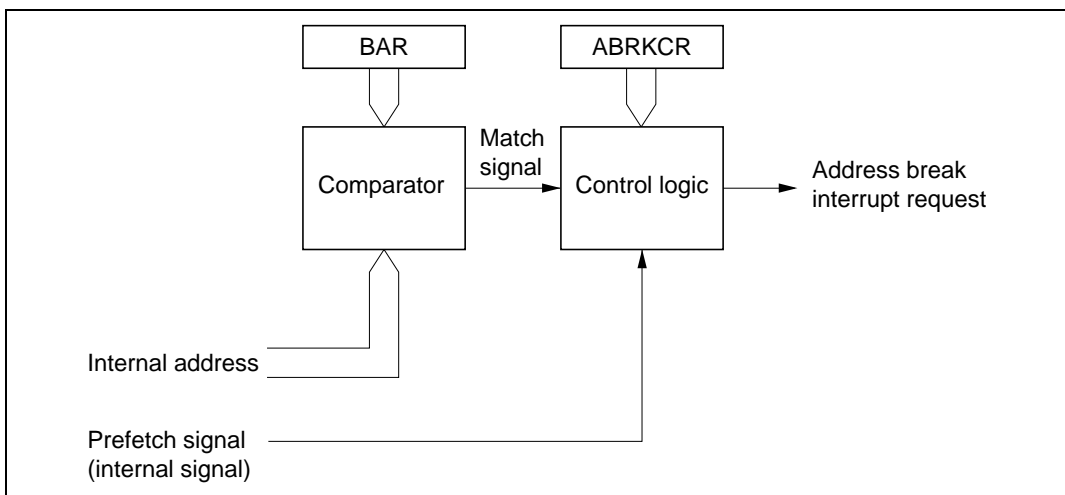 BAR
ABRKCR
Comparator
Match
signal
Control logic
Address break
interrupt request
Internal address
Prefetch signal
(internal signal)